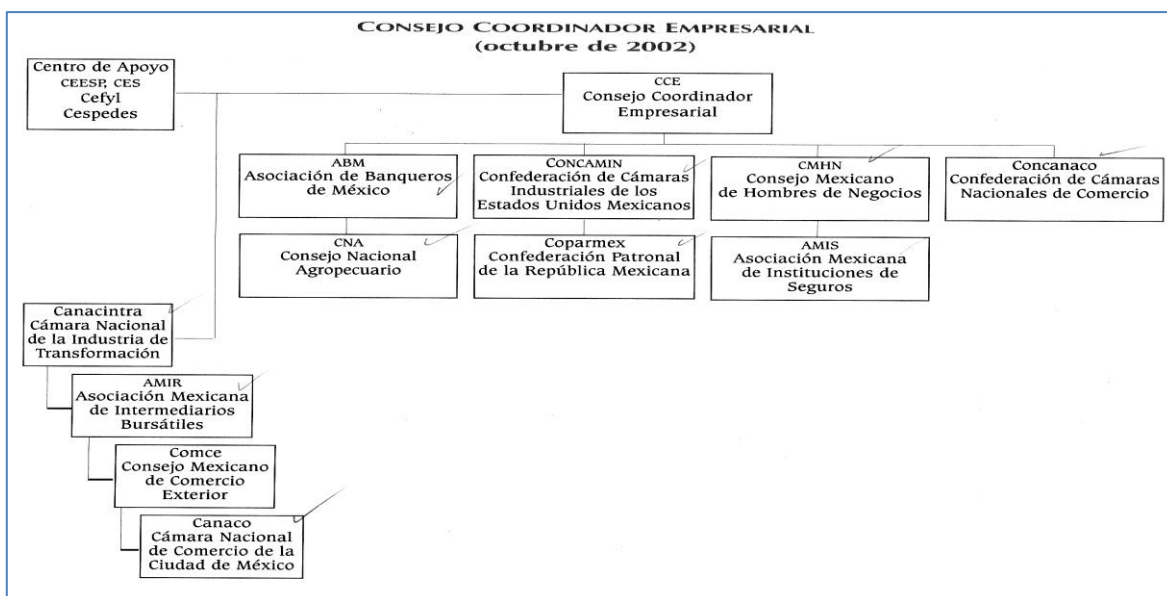 CONSEJO COORDINADOR EMPRESARIAL
(octubre de 2002)
Centro de Apoyo
CEESP, CES
Cefyl
Cespedes
CCE
Consejo Coordinador
Empresarial
ABM
Asociación de Banqueros
de México
CONCAMIN
Confederación de Cámaras
Industriales de los
Estados Unidos Mexicanos
CMHN
Consejo Mexicano
de Hombres de Negocios
Concanaco
Confederación de Cámaras
Nacionales de Comercio
CNA
Consejo Nacional
Agropecuario
Coparmex
Confederación Patronal
de la República Mexicana
AMIS
Asociación Mexicana
de Instituciones de
Seguros
Canacintra
Cámara Nacional
de la Industria de
Transformación
AMIR
Asociación Mexicana
de Intermediarios
Bursátiles
Comce
Consejo Mexicano
de Comercio
Exterior
Canaco
Cámara Nacional
de Comercio de la
Ciudad de México